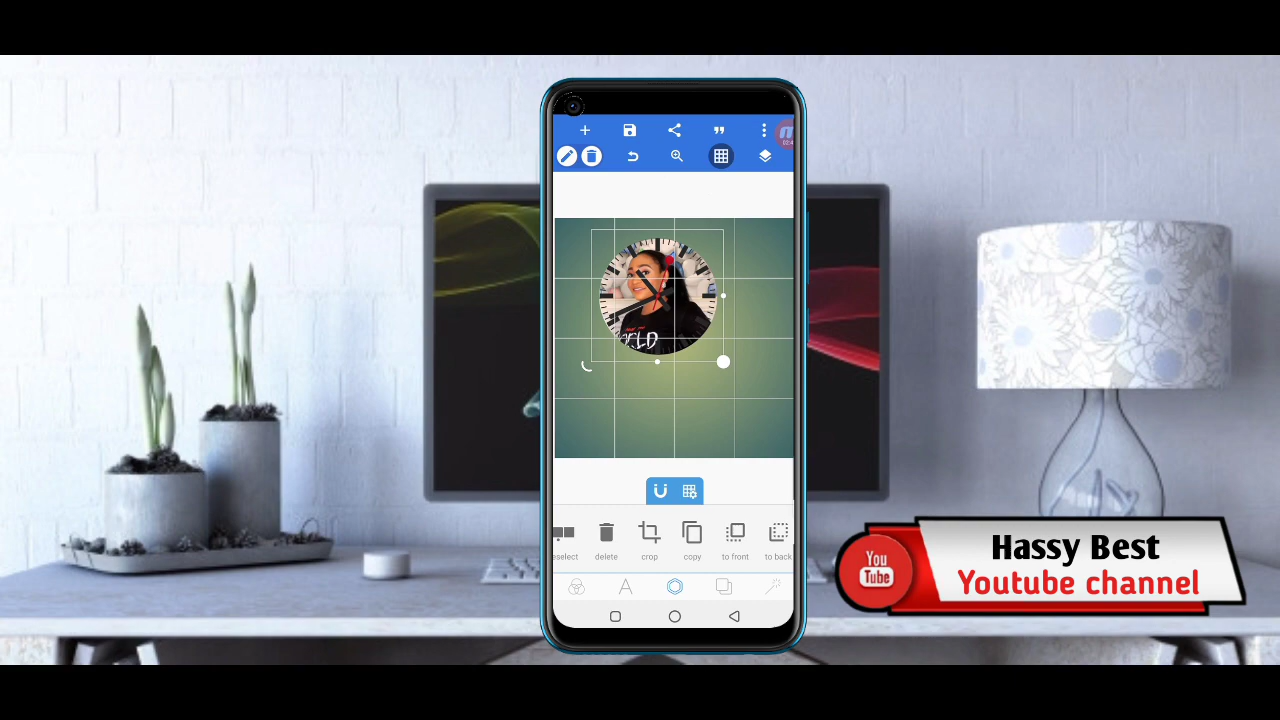 eselect
delete
crop
copy
to front
to back
You
Tube
Hassy Best
Youtube channel